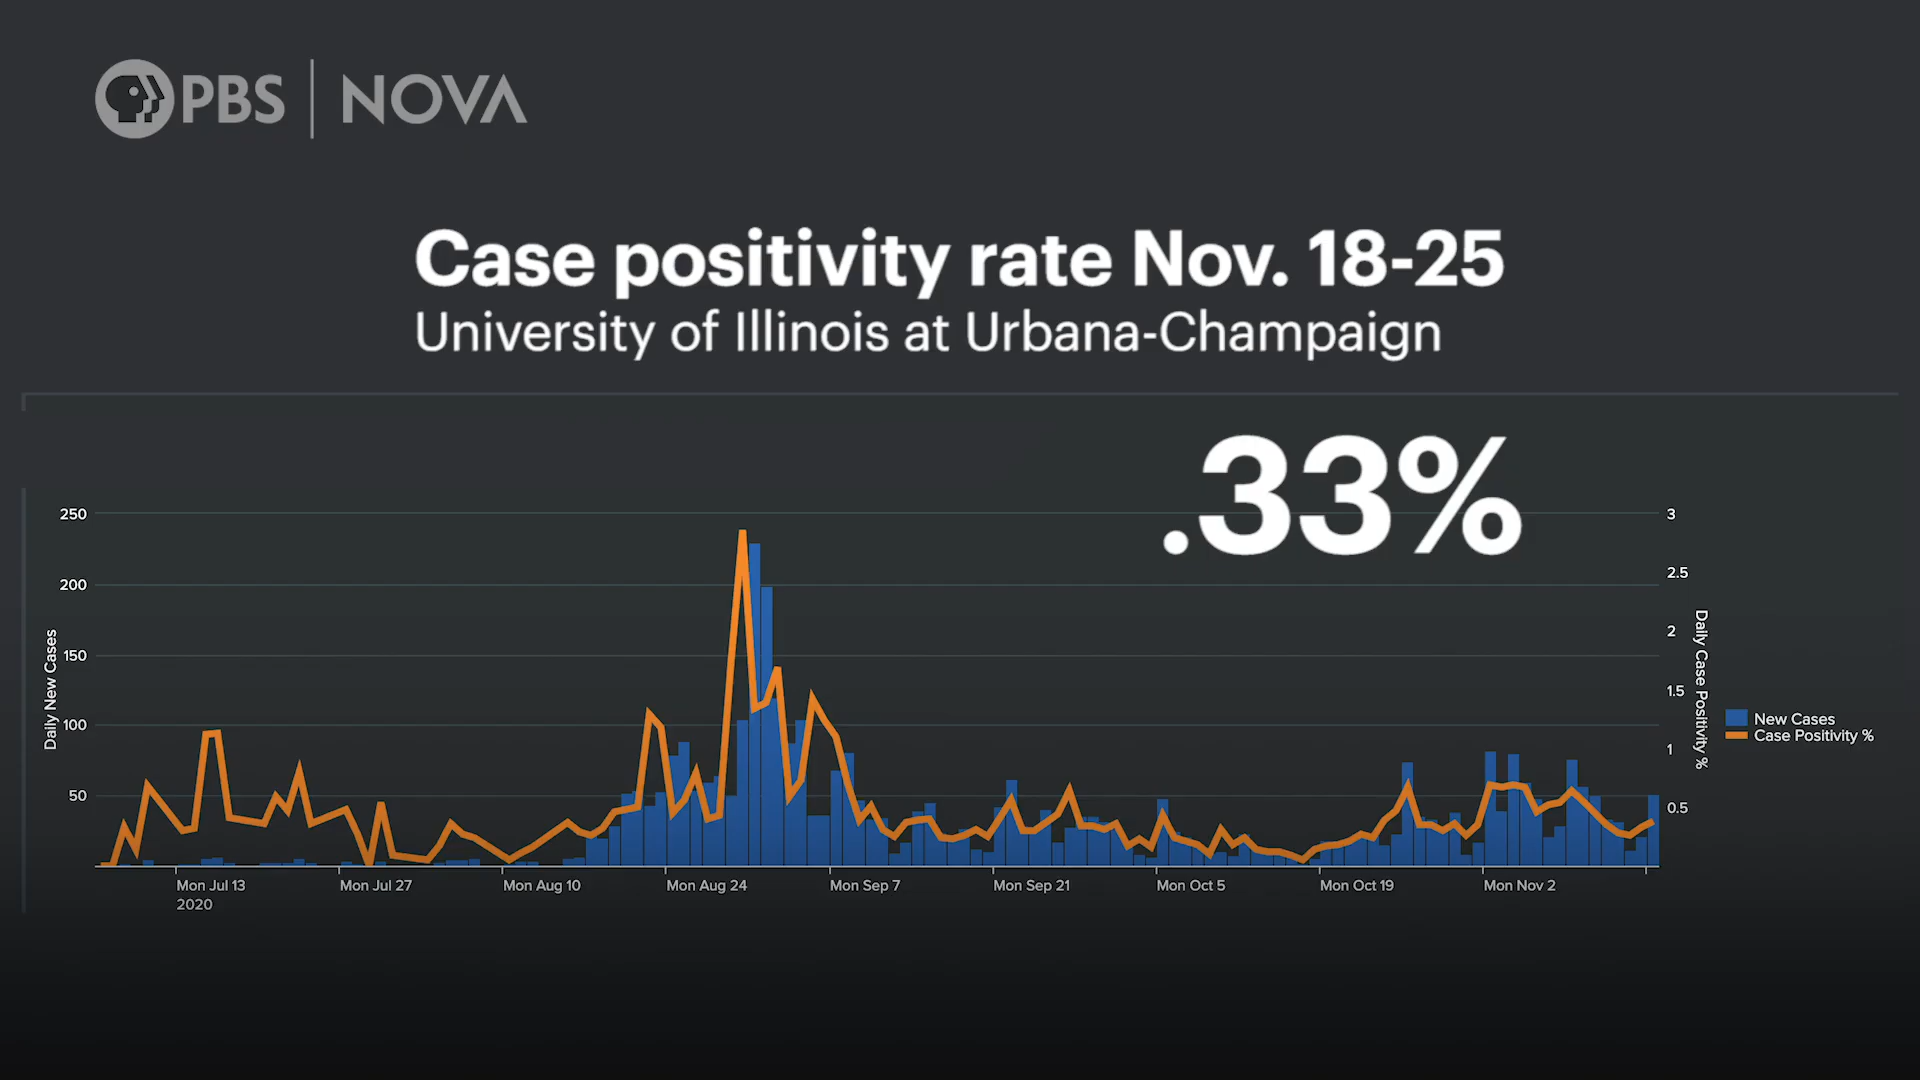 PBS | NOVA
Case positivity rate Nov. 18-25
University of Illinois at Urbana-Champaign
.33%
250
200
150
100
50
Daily New Cases
3
2.5
2
1.5
1
0.5
Daily Case Positivity %
New Cases
Case Positivity %
Mon Jul 13 Mon Jul 27 Mon Aug 10 Mon Aug 24 Mon Sep 7 Mon Sep 21 Mon Oct 5 Mon Oct 19 Mon Nov 2
2020